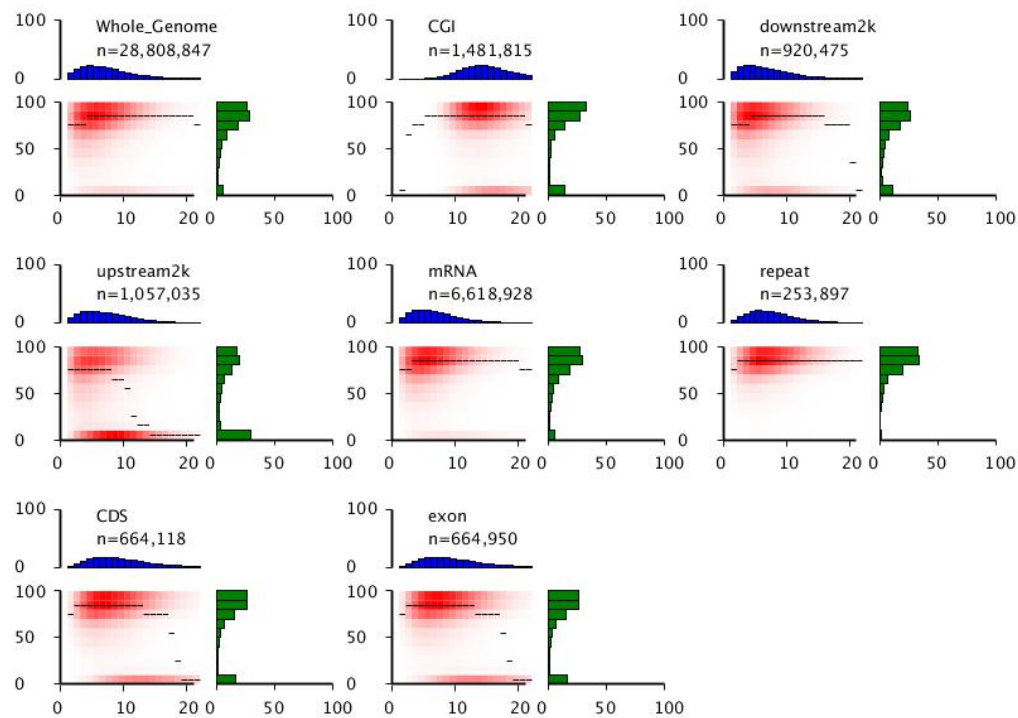 100 Whole_Genome
n=28,808,847
0
100
50
0
0 10 20 0 50 100
100 CGI
n=1,481,815
0
100
50
0
0 10 20 0 50 100
100 downstream2k
n=920,475
0
100
50
0
0 10 20 0 50 100
100 upstream2k
n=1,057,035
0
100
50
0
0 10 20 0 50 100
100 mRNA
n=6,618,928
0
100
50
0
0 10 20 0 50 100
100 repeat
n=253,897
0
100
50
0
0 10 20 0 50 100
100 CDS
n=664,118
0
100
50
0
0 10 20 0 50 100
100 exon
n=664,950
0
100
50
0
0 10 20 0 50 100